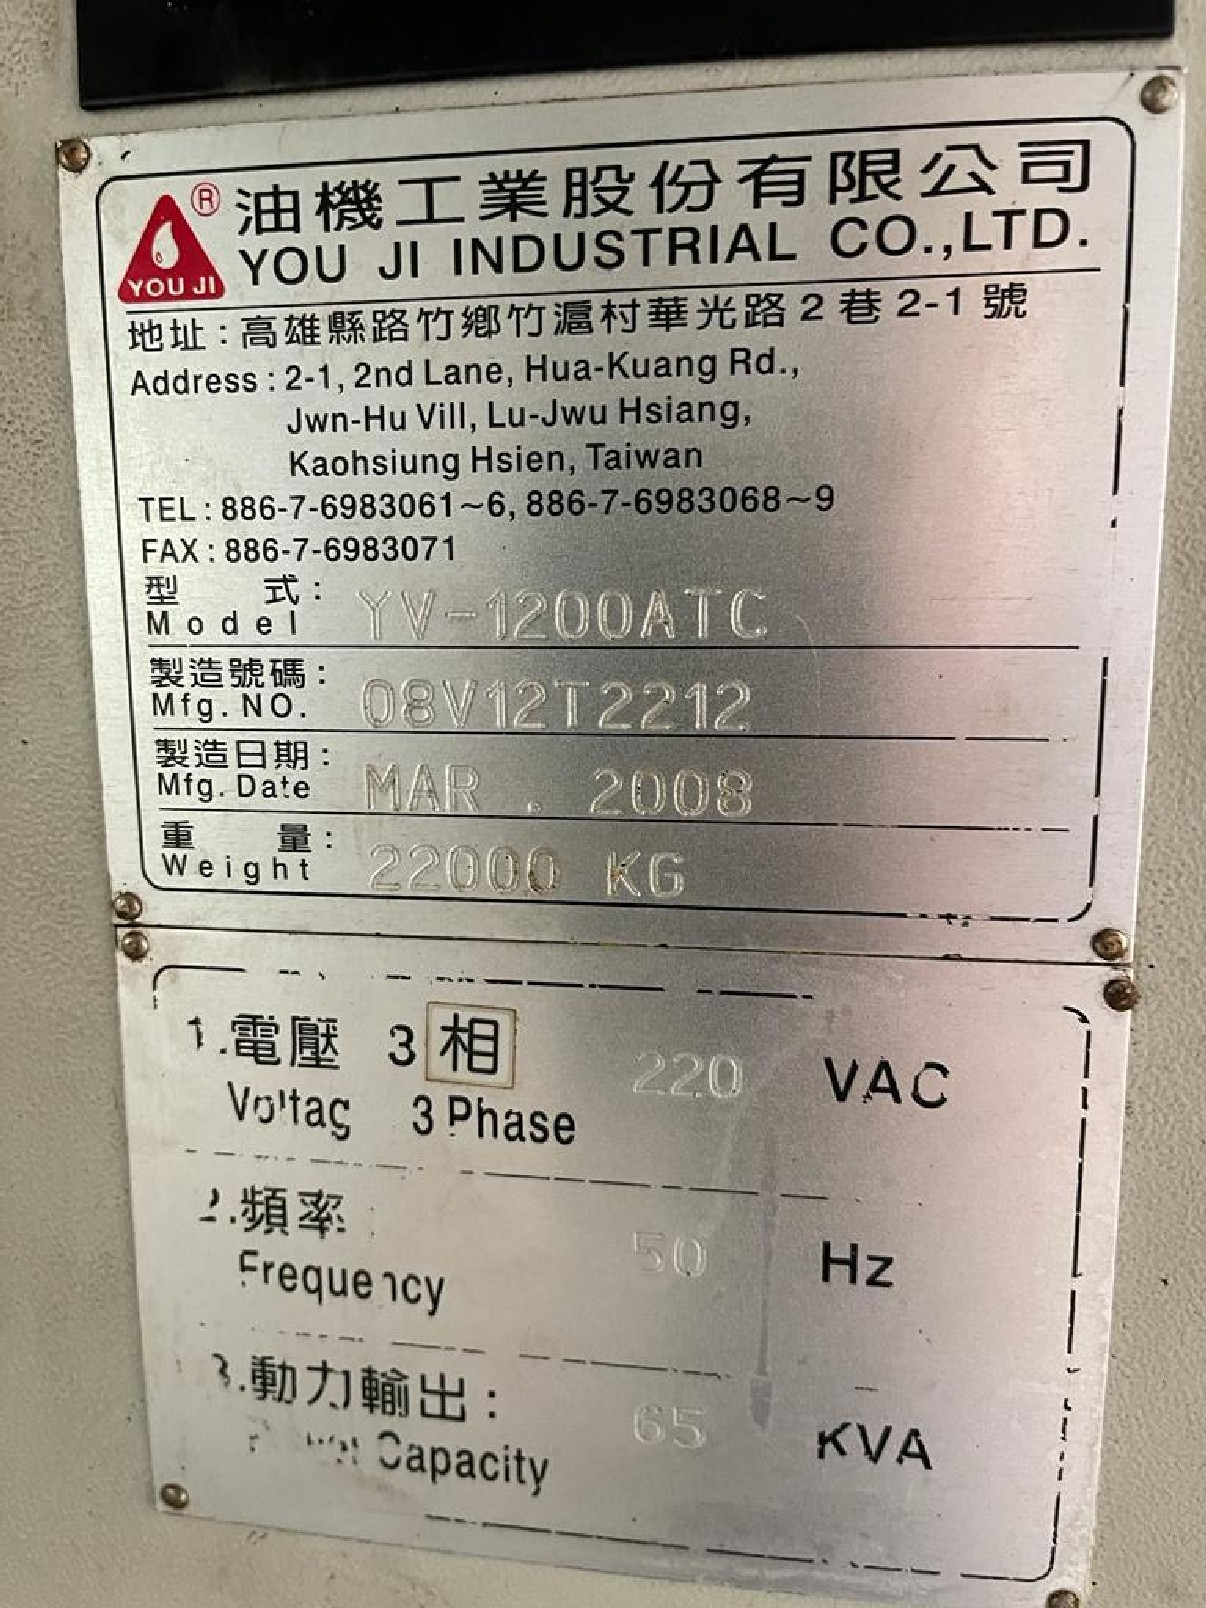 ® 油機工業股份有限公司
YOU JI
YOU JI INDUSTRIAL CO.,LTD.
地址:高雄縣路竹鄉竹滬村華光路2巷2-1號
Address:2-1, 2nd Lane, Hua-Kuang Rd.,
Jwn-Hu Vill, Lu-Jwu Hsiang,
Kaohsiung Hsien, Taiwan
TEL:886-7-6983061~6, 886-7-6983068~9
FAX:886-7-6983071
型 式:
Model YV-1200ATC
製造號碼:
Mfg. NO. 08V12T2212
製造日期:
Mfg. Date MAR . 2008
重 量:
Weight 22000 KG
1.電壓 3相 220 VAC
Voltag 3 Phase
2.頻率 50 Hz
Frequency
3.動力輸出: 65 KVA
Capacity